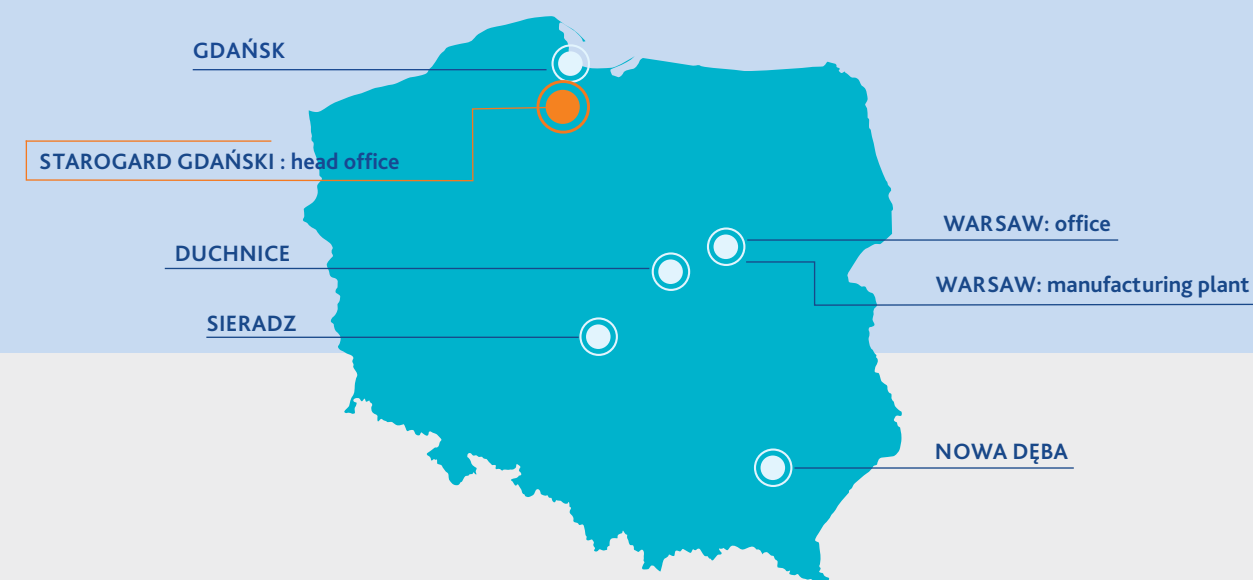 GDAŃSK
STAROGARD GDAŃSKI : head office
WARSAW: office
DUCHNICE
WARSAW: manufacturing plant
SIERADZ
NOWA DĘBA